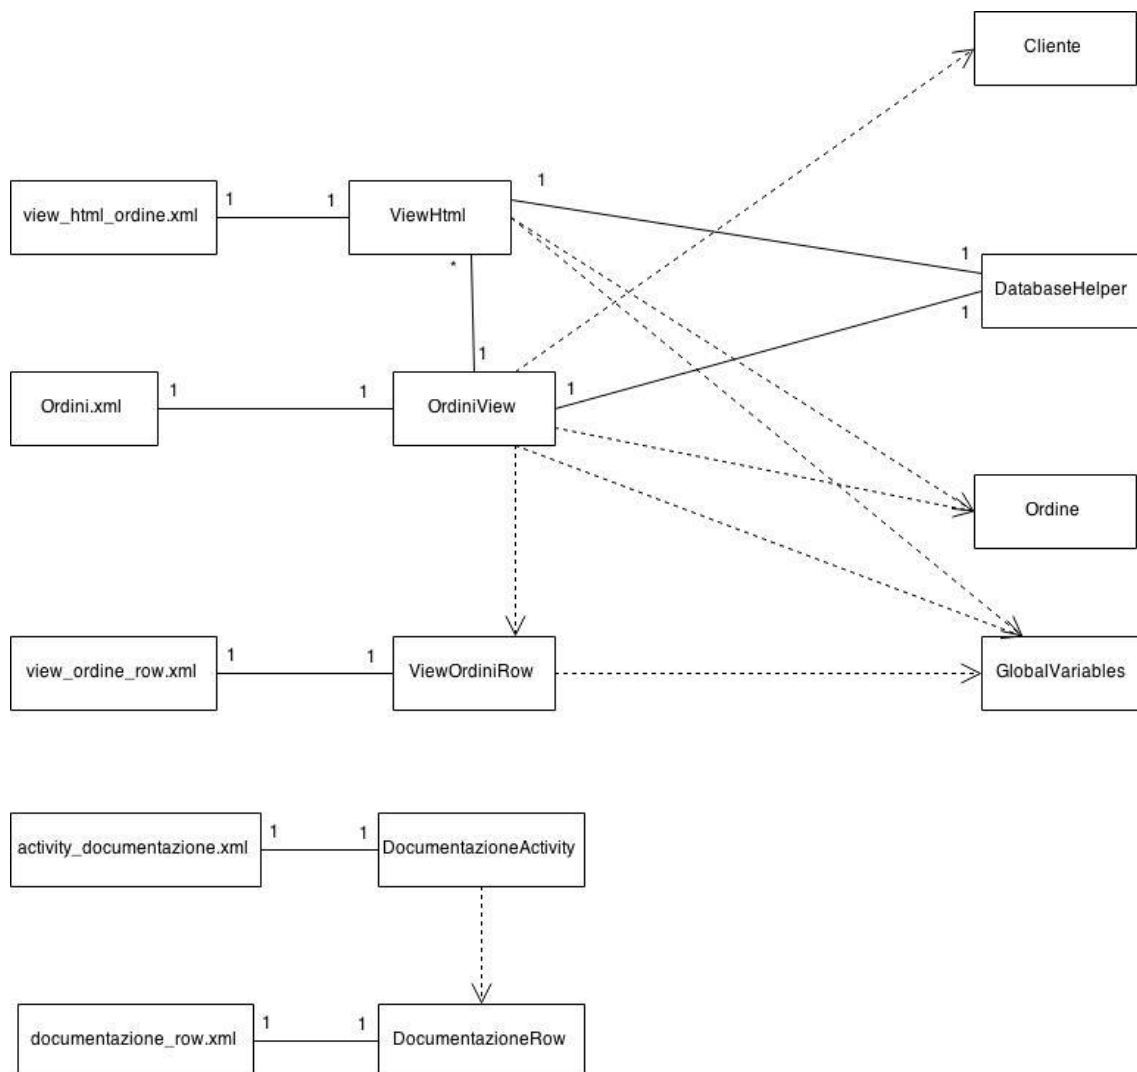 Cliente
1
view_html_ordine.xml
1
1
ViewHtml
1
DatabaseHelper
*
1
1
Ordini.xml
1
1
OrdiniView
1
Ordine
view_ordine_row.xml
1
1
ViewOrdiniRow
GlobalVariables
activity_documentazione.xml
1
1
DocumentazioneActivity
documentazione_row.xml
1
1
DocumentazioneRow